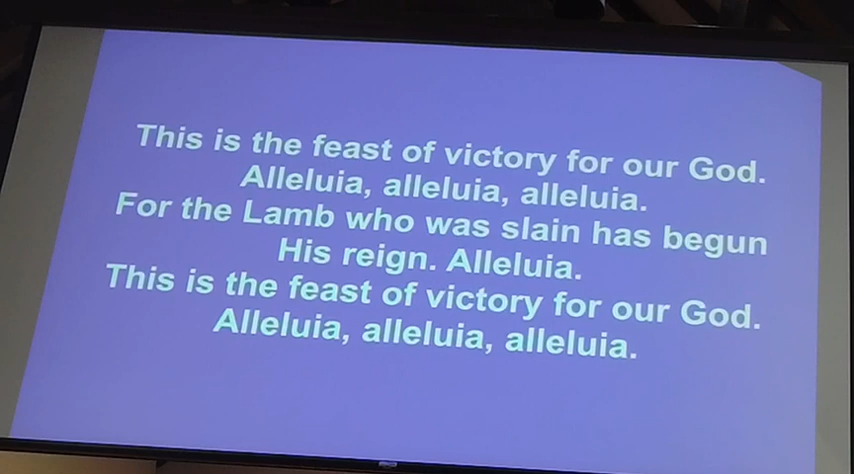 This is the feast of victory for our God.
Alleluia, alleluia, alleluia.
For the Lamb who was slain has begun
His reign. Alleluia.
This is the feast of victory for our God.
Alleluia, alleluia, alleluia.